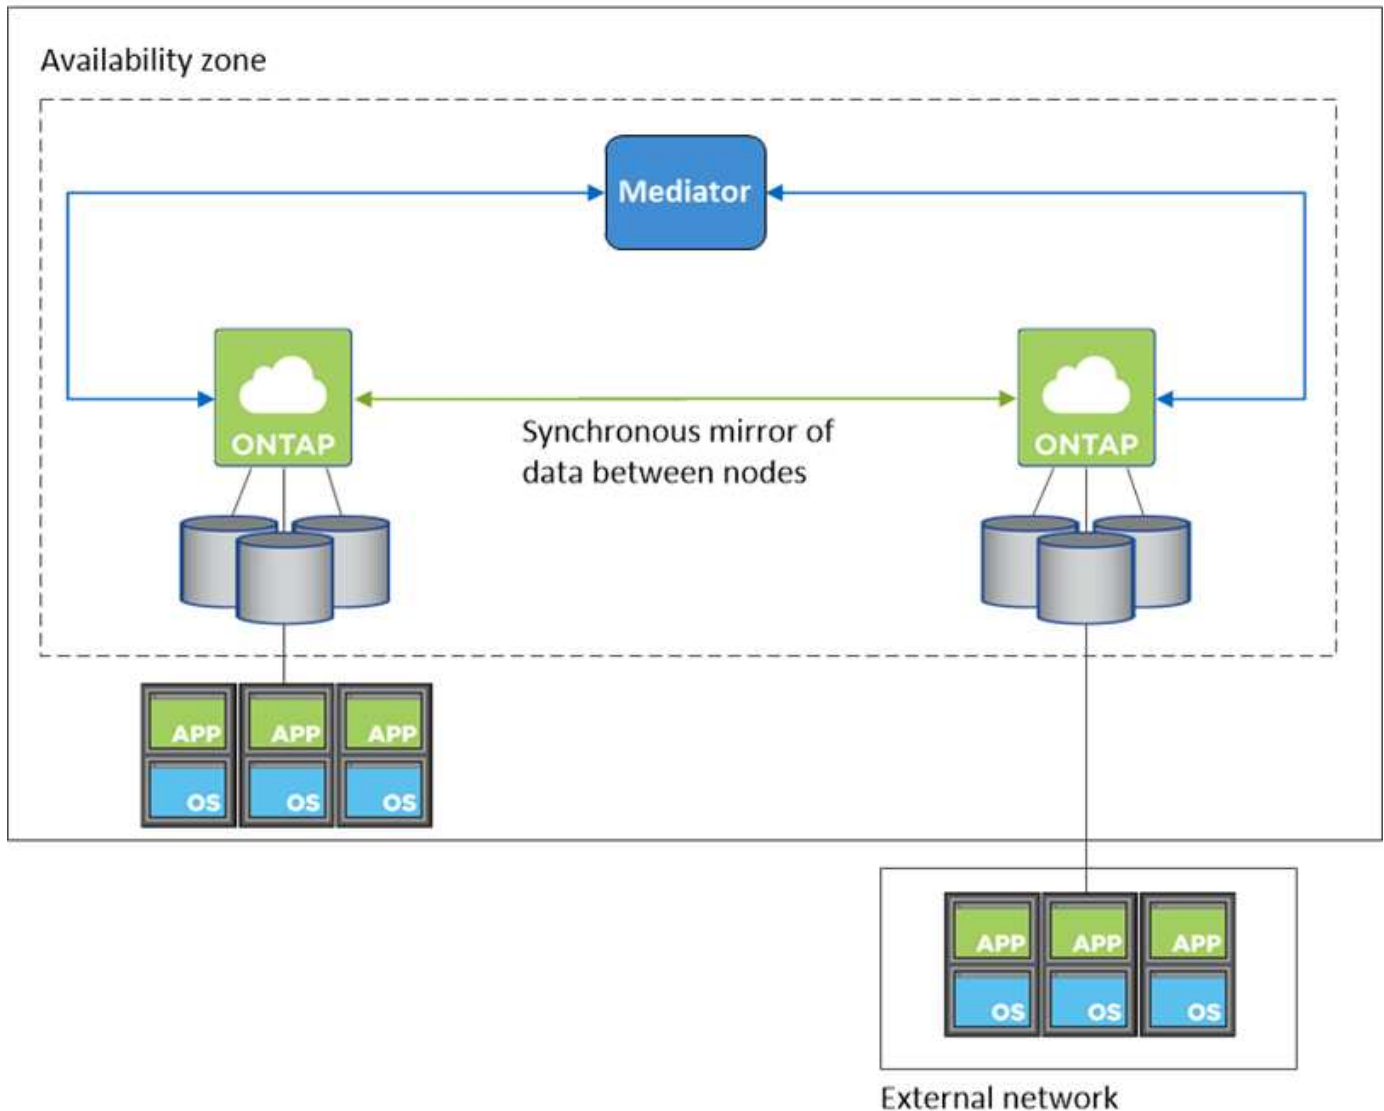 Availability zone
Mediator
ONTAP
ONTAP
Synchronous mirror of
data between nodes
APP
APP
APP
OS
OS
OS
APP
APP
APP
OS
OS
OS
External network